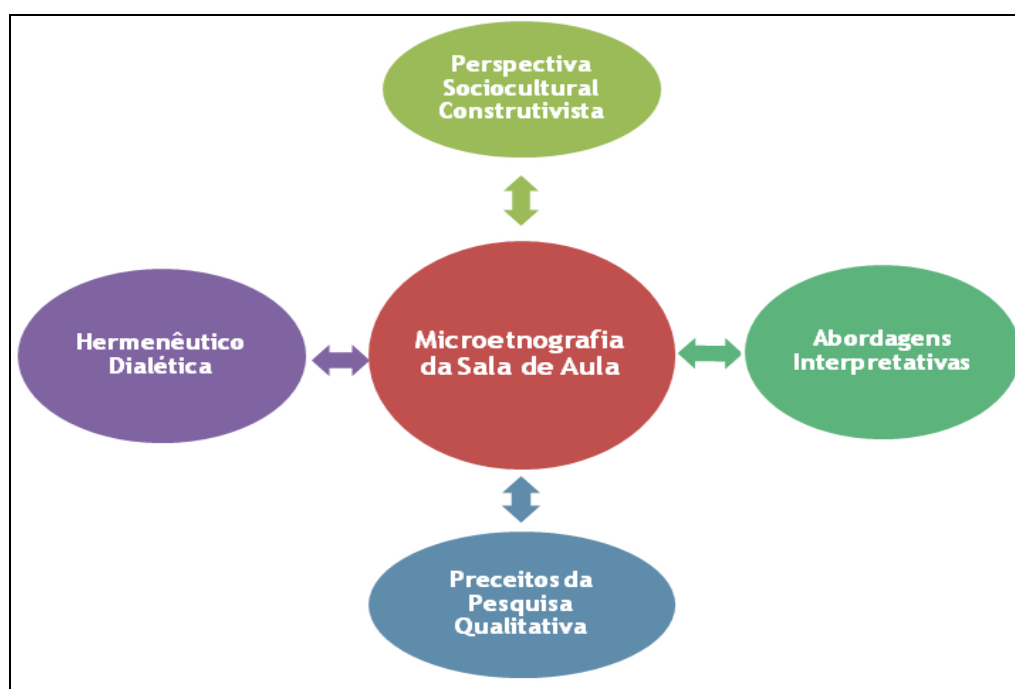 Perspectiva
Sociocultural
Construtivista
Hermenêutico
Dialética
Microetnografia
da Sala de Aula
Abordagens
Interpretativas
Preceitos da
Pesquisa
Qualitativa